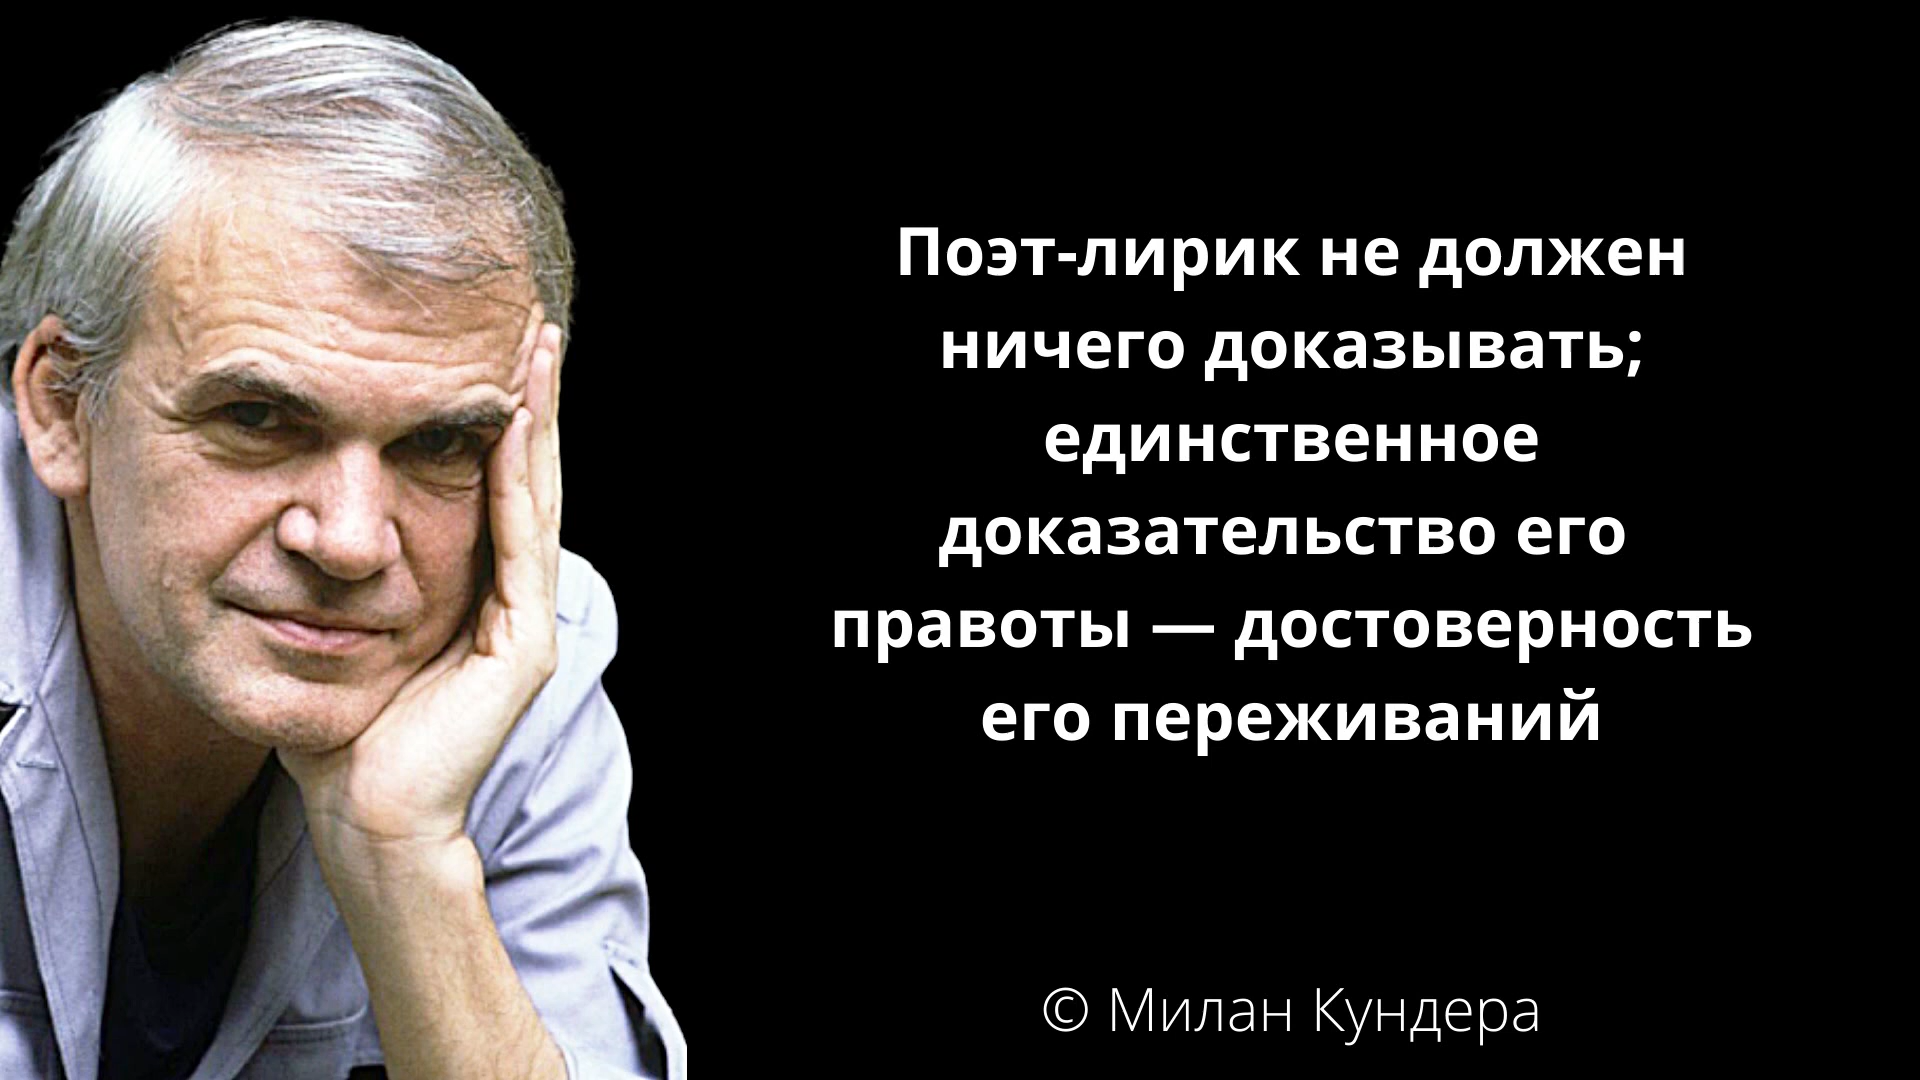 Поэт-лирик не должен
ничего доказывать;
единственное
доказательство его
правоты — достоверность
его переживаний
© Милан Кундера